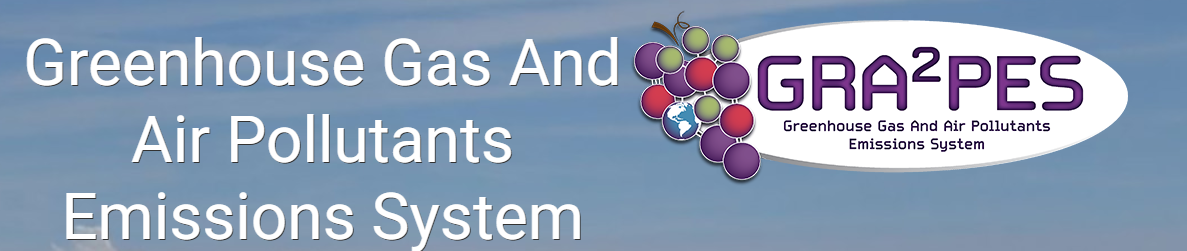 Greenhouse Gas And
Air Pollutants
Emissions System
GRA²PES
Greenhouse Gas And Air Pollutants
Emissions System